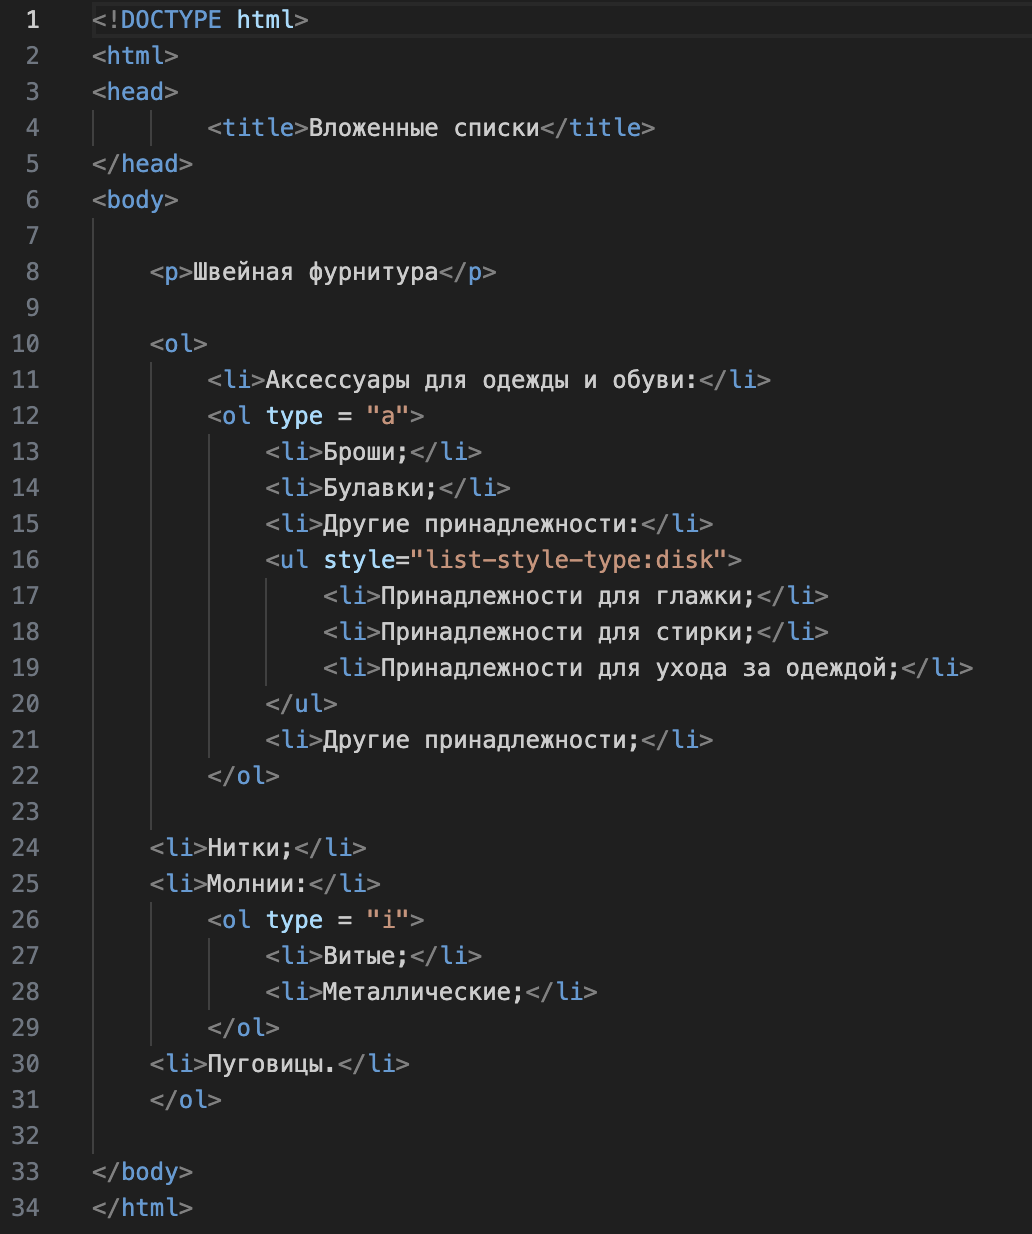 1 <!DOCTYPE html>
2 <html>
3 <head>
4 <title>Вложенные списки</title>
5 </head>
6 <body>
7
8 <p>Швейная фурнитура</p>
9
10 <ol>
11 <li>Аксессуары для одежды и обуви:</li>
12 <ol type = "a">
13 <li>Броши;</li>
14 <li>Булавки;</li>
15 <li>Другие принадлежности:</li>
16 <ul style="list-style-type:disk">
17 <li>Принадлежности для глажки;</li>
18 <li>Принадлежности для стирки;</li>
19 <li>Принадлежности для ухода за одеждой;</li>
20 </ul>
21 <li>Другие принадлежности;</li>
22 </ol>
23
24 <li>Нитки;</li>
25 <li>Молнии:</li>
26 <ol type = "i">
27 <li>Витые;</li>
28 <li>Металлические;</li>
29 </ol>
30 <li>Пуговицы.</li>
31 </ol>
32
33 </body>
34 </html>